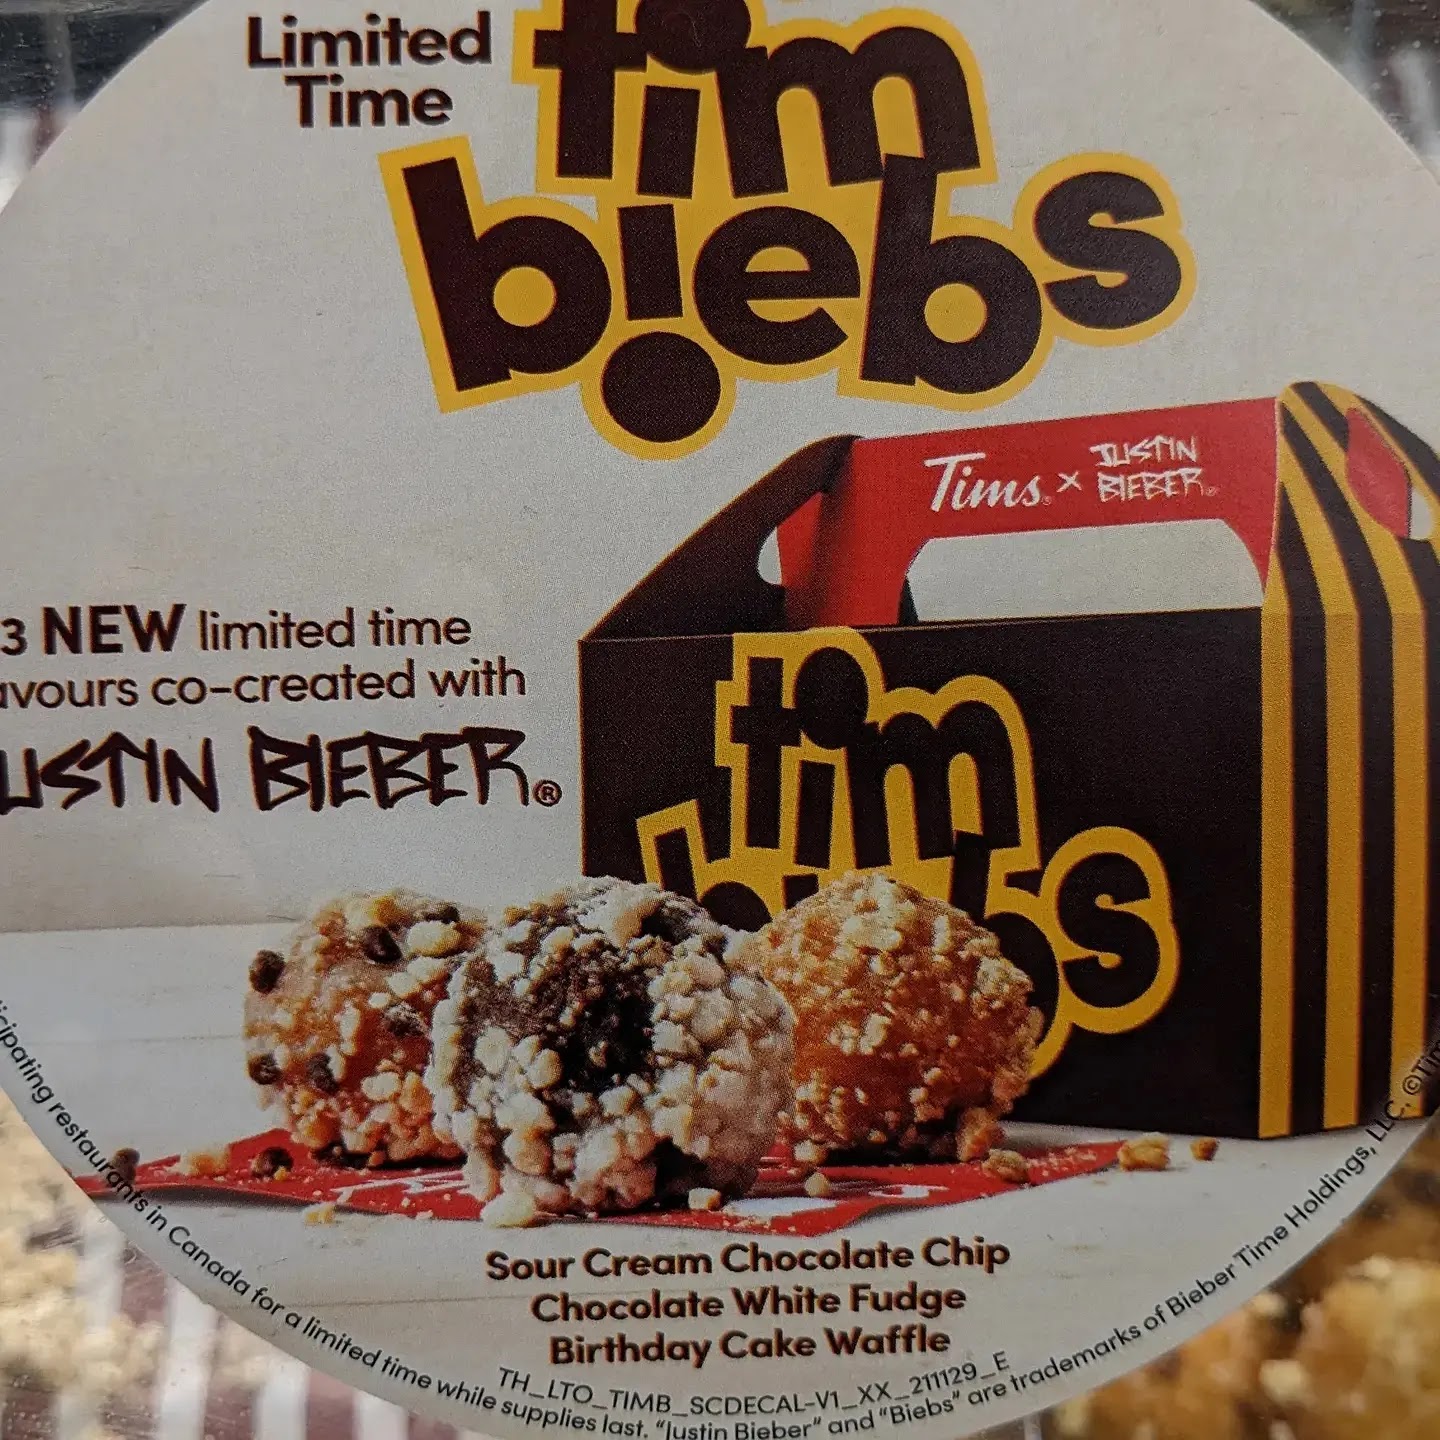 Limited
Time
tim
biebs
Tims® x JUSTIN
BIEBER®
3 NEW limited time
avours co-created with
USTIN BIEBER®
tim
biebs
Sour Cream Chocolate Chip
Chocolate White Fudge
Birthday Cake Waffle
TH_LTO_TIMB_SCDECAL-V1_XX_211129_E
icipating restaurants in Canada for a limited time while supplies last. "Justin Bieber" and "Biebs" are trademarks of Bieber Time Holdings, LLC. ©Tim